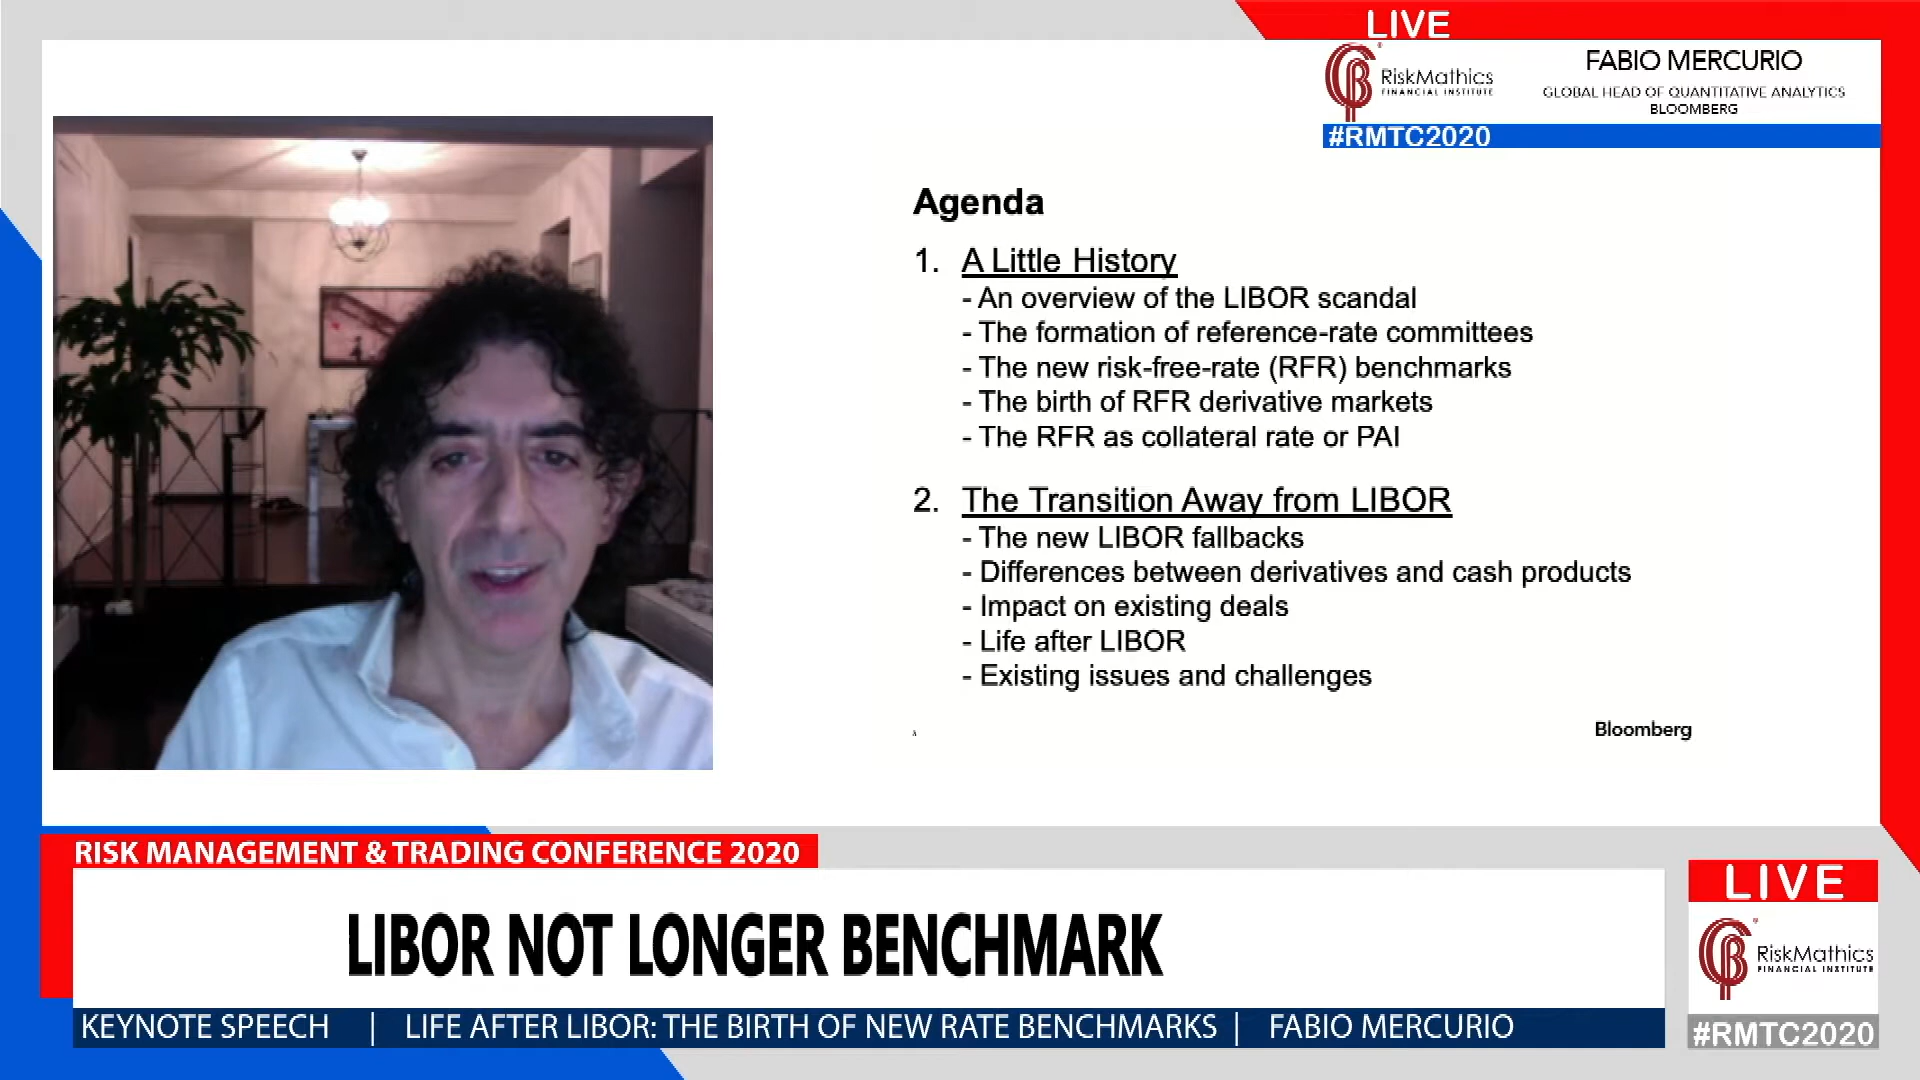 LIVE
RiskMathics
FINANCIAL INSTITUTE
FABIO MERCURIO
GLOBAL HEAD OF QUANTITATIVE ANALYTICS
BLOOMBERG
#RMTC2020
Agenda
1. A Little History
- An overview of the LIBOR scandal
- The formation of reference-rate committees
- The new risk-free-rate (RFR) benchmarks
- The birth of RFR derivative markets
- The RFR as collateral rate or PAI
2. The Transition Away from LIBOR
- The new LIBOR fallbacks
- Differences between derivatives and cash products
- Impact on existing deals
- Life after LIBOR
- Existing issues and challenges
Bloomberg
RISK MANAGEMENT & TRADING CONFERENCE 2020
LIBOR NOT LONGER BENCHMARK
KEYNOTE SPEECH | LIFE AFTER LIBOR: THE BIRTH OF NEW RATE BENCHMARKS | FABIO MERCURIO
LIVE
RiskMathics
FINANCIAL INSTITUTE
#RMTC2020